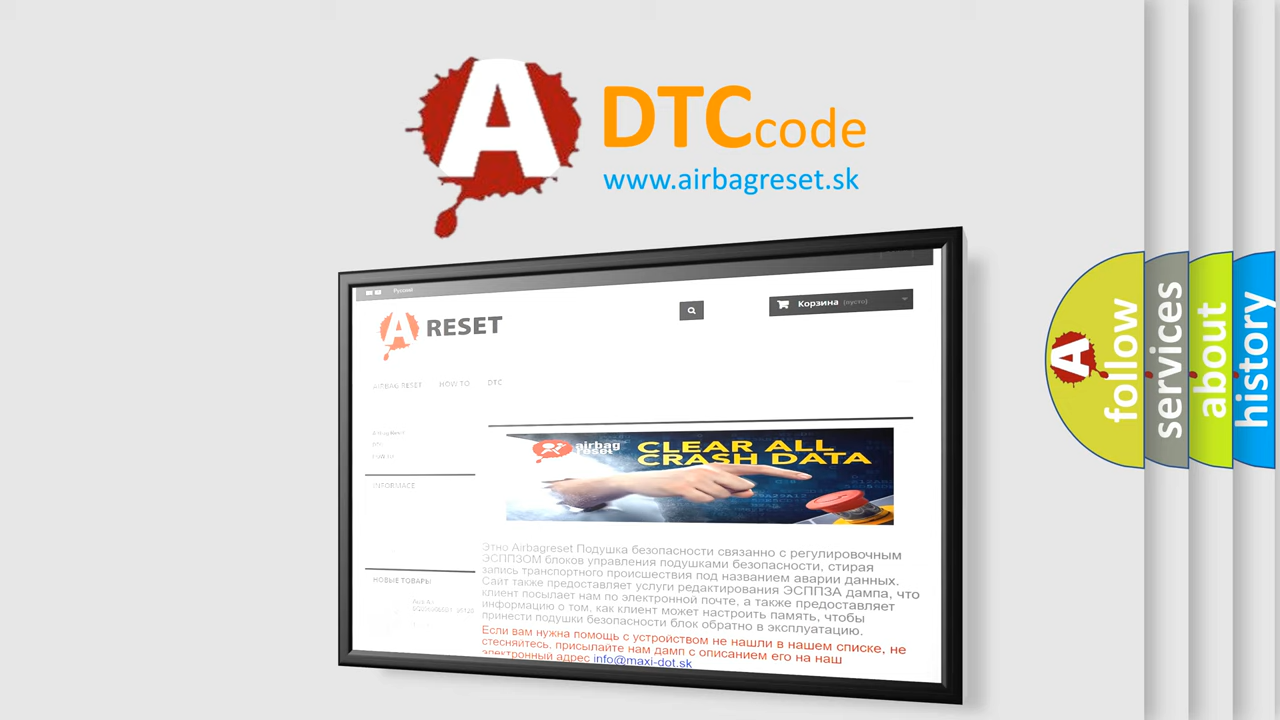 A
DTC code
www.airbagreset.sk
Русский
A RESET
Корзина (пусто)
AIRBAG RESET
HOW TO
DTC
INFORMACE
НОВЫЕ ТОВАРЫ
airbag
reset
CLEAR ALL
CRASH DATA
Этно Airbagreset Подушка безопасности связанно с регулировочным
ЭСППЗОМ блоков управления подушками безопасности, стирая
запись транспортного происшествия под названием аварии данных.
Сайт также предоставляет услуги редактирования ЭСППЗА дампа, что
клиент посылает нам по электронной почте, а также предоставляет
информацию о том, как клиент может настроить память, чтобы
принести подушки безопасности блок обратно в эксплуатацию.
Если вам нужна помощь с устройством не нашли в нашем списке, не
стесняйтесь, присылайте нам дамп с описанием его на наш
электронный адрес info@maxi-dot.sk
A
follow
services
about
history